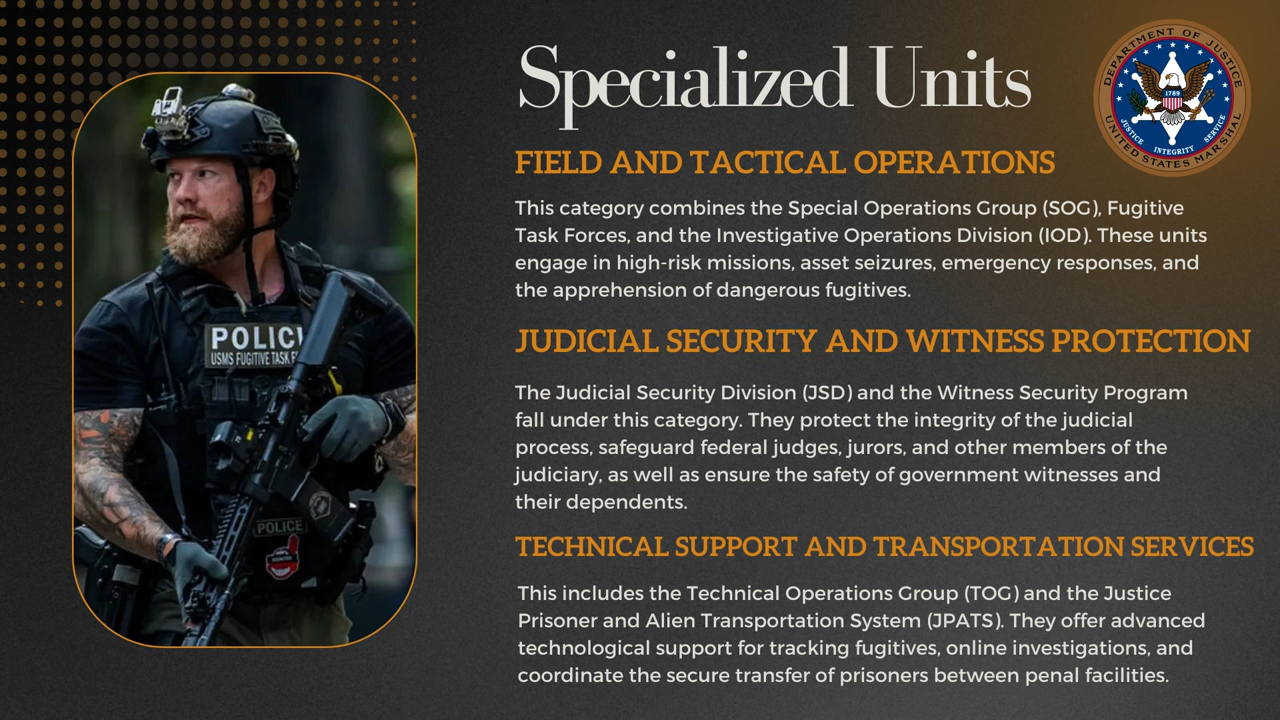 Specialized Units
DEPARTMENT OF JUSTICE
1789
JUSTICE INTEGRITY SERVICE
UNITED STATES MARSHAL
FIELD AND TACTICAL OPERATIONS
This category combines the Special Operations Group (SOG), Fugitive
Task Forces, and the Investigative Operations Division (IOD). These units
engage in high-risk missions, asset seizures, emergency responses, and
the apprehension of dangerous fugitives.
JUDICIAL SECURITY AND WITNESS PROTECTION
The Judicial Security Division (JSD) and the Witness Security Program
fall under this category. They protect the integrity of the judicial
process, safeguard federal judges, jurors, and other members of the
judiciary, as well as ensure the safety of government witnesses and
their dependents.
TECHNICAL SUPPORT AND TRANSPORTATION SERVICES
This includes the Technical Operations Group (TOG) and the Justice
Prisoner and Alien Transportation System (JPATS). They offer advanced
technological support for tracking fugitives, online investigations, and
coordinate the secure transfer of prisoners between penal facilities.
POLIC
USMS FUGITIVE TASK F
POLICE